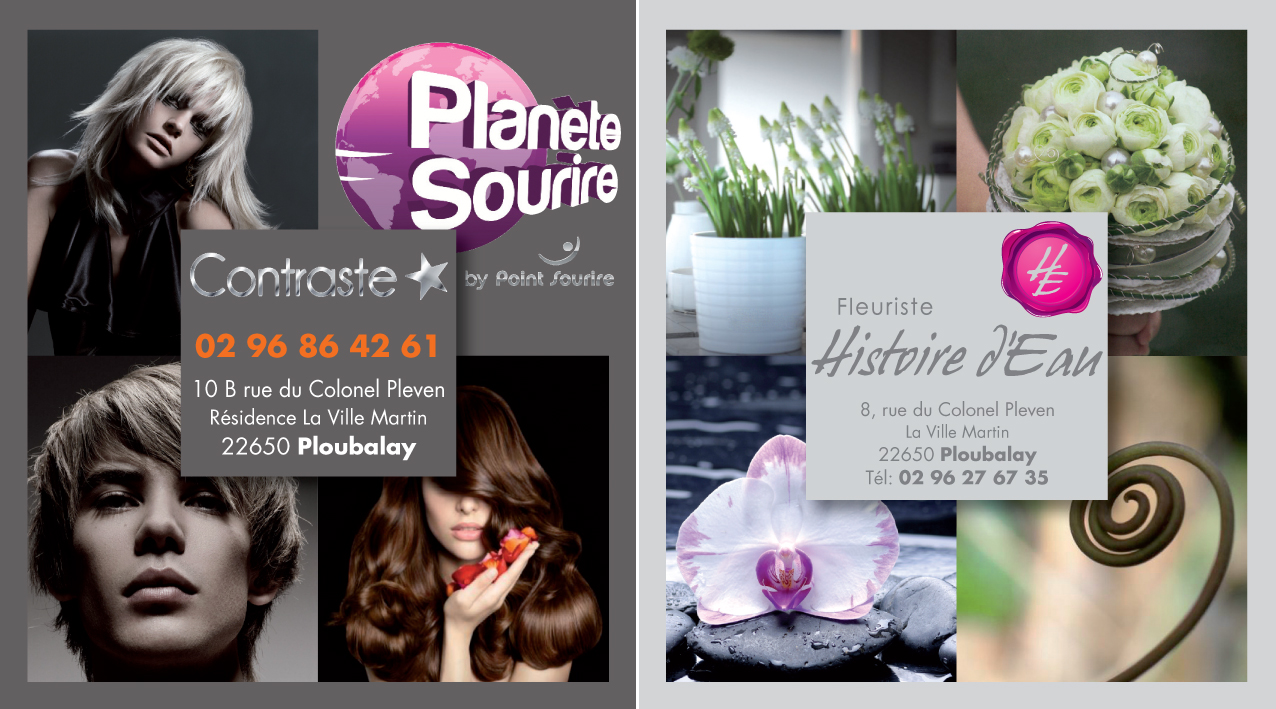 Planète
Sourire
by Point Sourire
Contraste
02 96 86 42 61
10 B rue du Colonel Pleven
Résidence La Ville Martin
22650 Ploubalay
HE
Fleuriste
Histoire d'Eau
8, rue du Colonel Pleven
La Ville Martin
22650 Ploubalay
Tél: 02 96 27 67 35